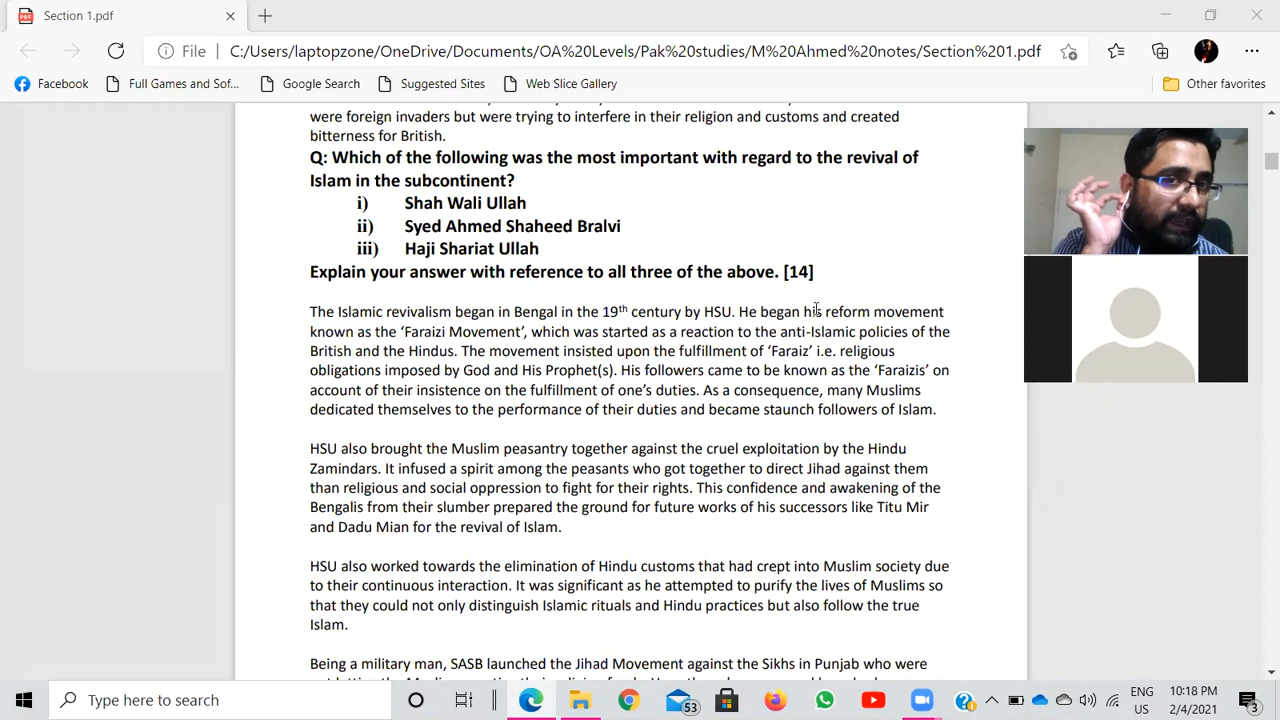 Section 1.pdf
File C:/Users/laptopzone/OneDrive/Documents/OA%20Levels/Pak%20studies/M%20Ahmed%20notes/Section%201.pdf
Facebook Full Games and Sof... Google Search Suggested Sites Web Slice Gallery Other favorites
were foreign invaders but were trying to interfere in their religion and customs and created
bitterness for British.
Q: Which of the following was the most important with regard to the revival of
Islam in the subcontinent?
i) Shah Wali Ullah
ii) Syed Ahmed Shaheed Bralvi
iii) Haji Shariat Ullah
Explain your answer with reference to all three of the above. [14]
The Islamic revivalism began in Bengal in the 19th century by HSU. He began his reform movement
known as the ‘Faraizi Movement’, which was started as a reaction to the anti-Islamic policies of the
British and the Hindus. The movement insisted upon the fulfillment of ‘Faraiz’ i.e. religious
obligations imposed by God and His Prophet(s). His followers came to be known as the ‘Faraizis’ on
account of their insistence on the fulfillment of one’s duties. As a consequence, many Muslims
dedicated themselves to the performance of their duties and became staunch followers of Islam.
HSU also brought the Muslim peasantry together against the cruel exploitation by the Hindu
Zamindars. It infused a spirit among the peasants who got together to direct Jihad against them
than religious and social oppression to fight for their rights. This confidence and awakening of the
Bengalis from their slumber prepared the ground for future works of his successors like Titu Mir
and Dadu Mian for the revival of Islam.
HSU also worked towards the elimination of Hindu customs that had crept into Muslim society due
to their continuous interaction. It was significant as he attempted to purify the lives of Muslims so
that they could not only distinguish Islamic rituals and Hindu practices but also follow the true
Islam.
Being a military man, SASB launched the Jihad Movement against the Sikhs in Punjab who were
Type here to search
53
ENG
US
10:18 PM
2/4/2021
3